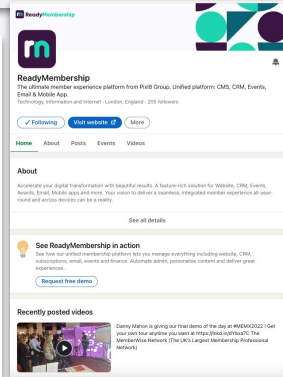 ReadyMembership
ReadyMembership
The ultimate member experience platform from Pixl8 Group. Unified platform: CMS, CRM, Events,
Email & Mobile App.
Technology, Information and Internet · London, England · 209 followers
✓ Following
Visit website
More
Home About Posts Events Videos
About
Accelerate your digital transformation with beautiful results. A feature-rich solution for Website, CRM, Events,
Awards, Email, Mobile apps and more. Your vision to deliver a seamless, integrated member experience all-year-
round and across devices can be a reality.
See all details
See ReadyMembership in action
See how our unified membership platform lets you manage everything including website, CRM,
subscriptions, email, events and finance. Automate admin, personalise content and deliver great
experiences.
Request free demo
Recently posted videos
Danny Mahon is giving our final demo of the day at #MEMX2022 ! Get
your own tour anytime you want at
The
MemberWise Network (The UK's Largest Membership Professional
Network)